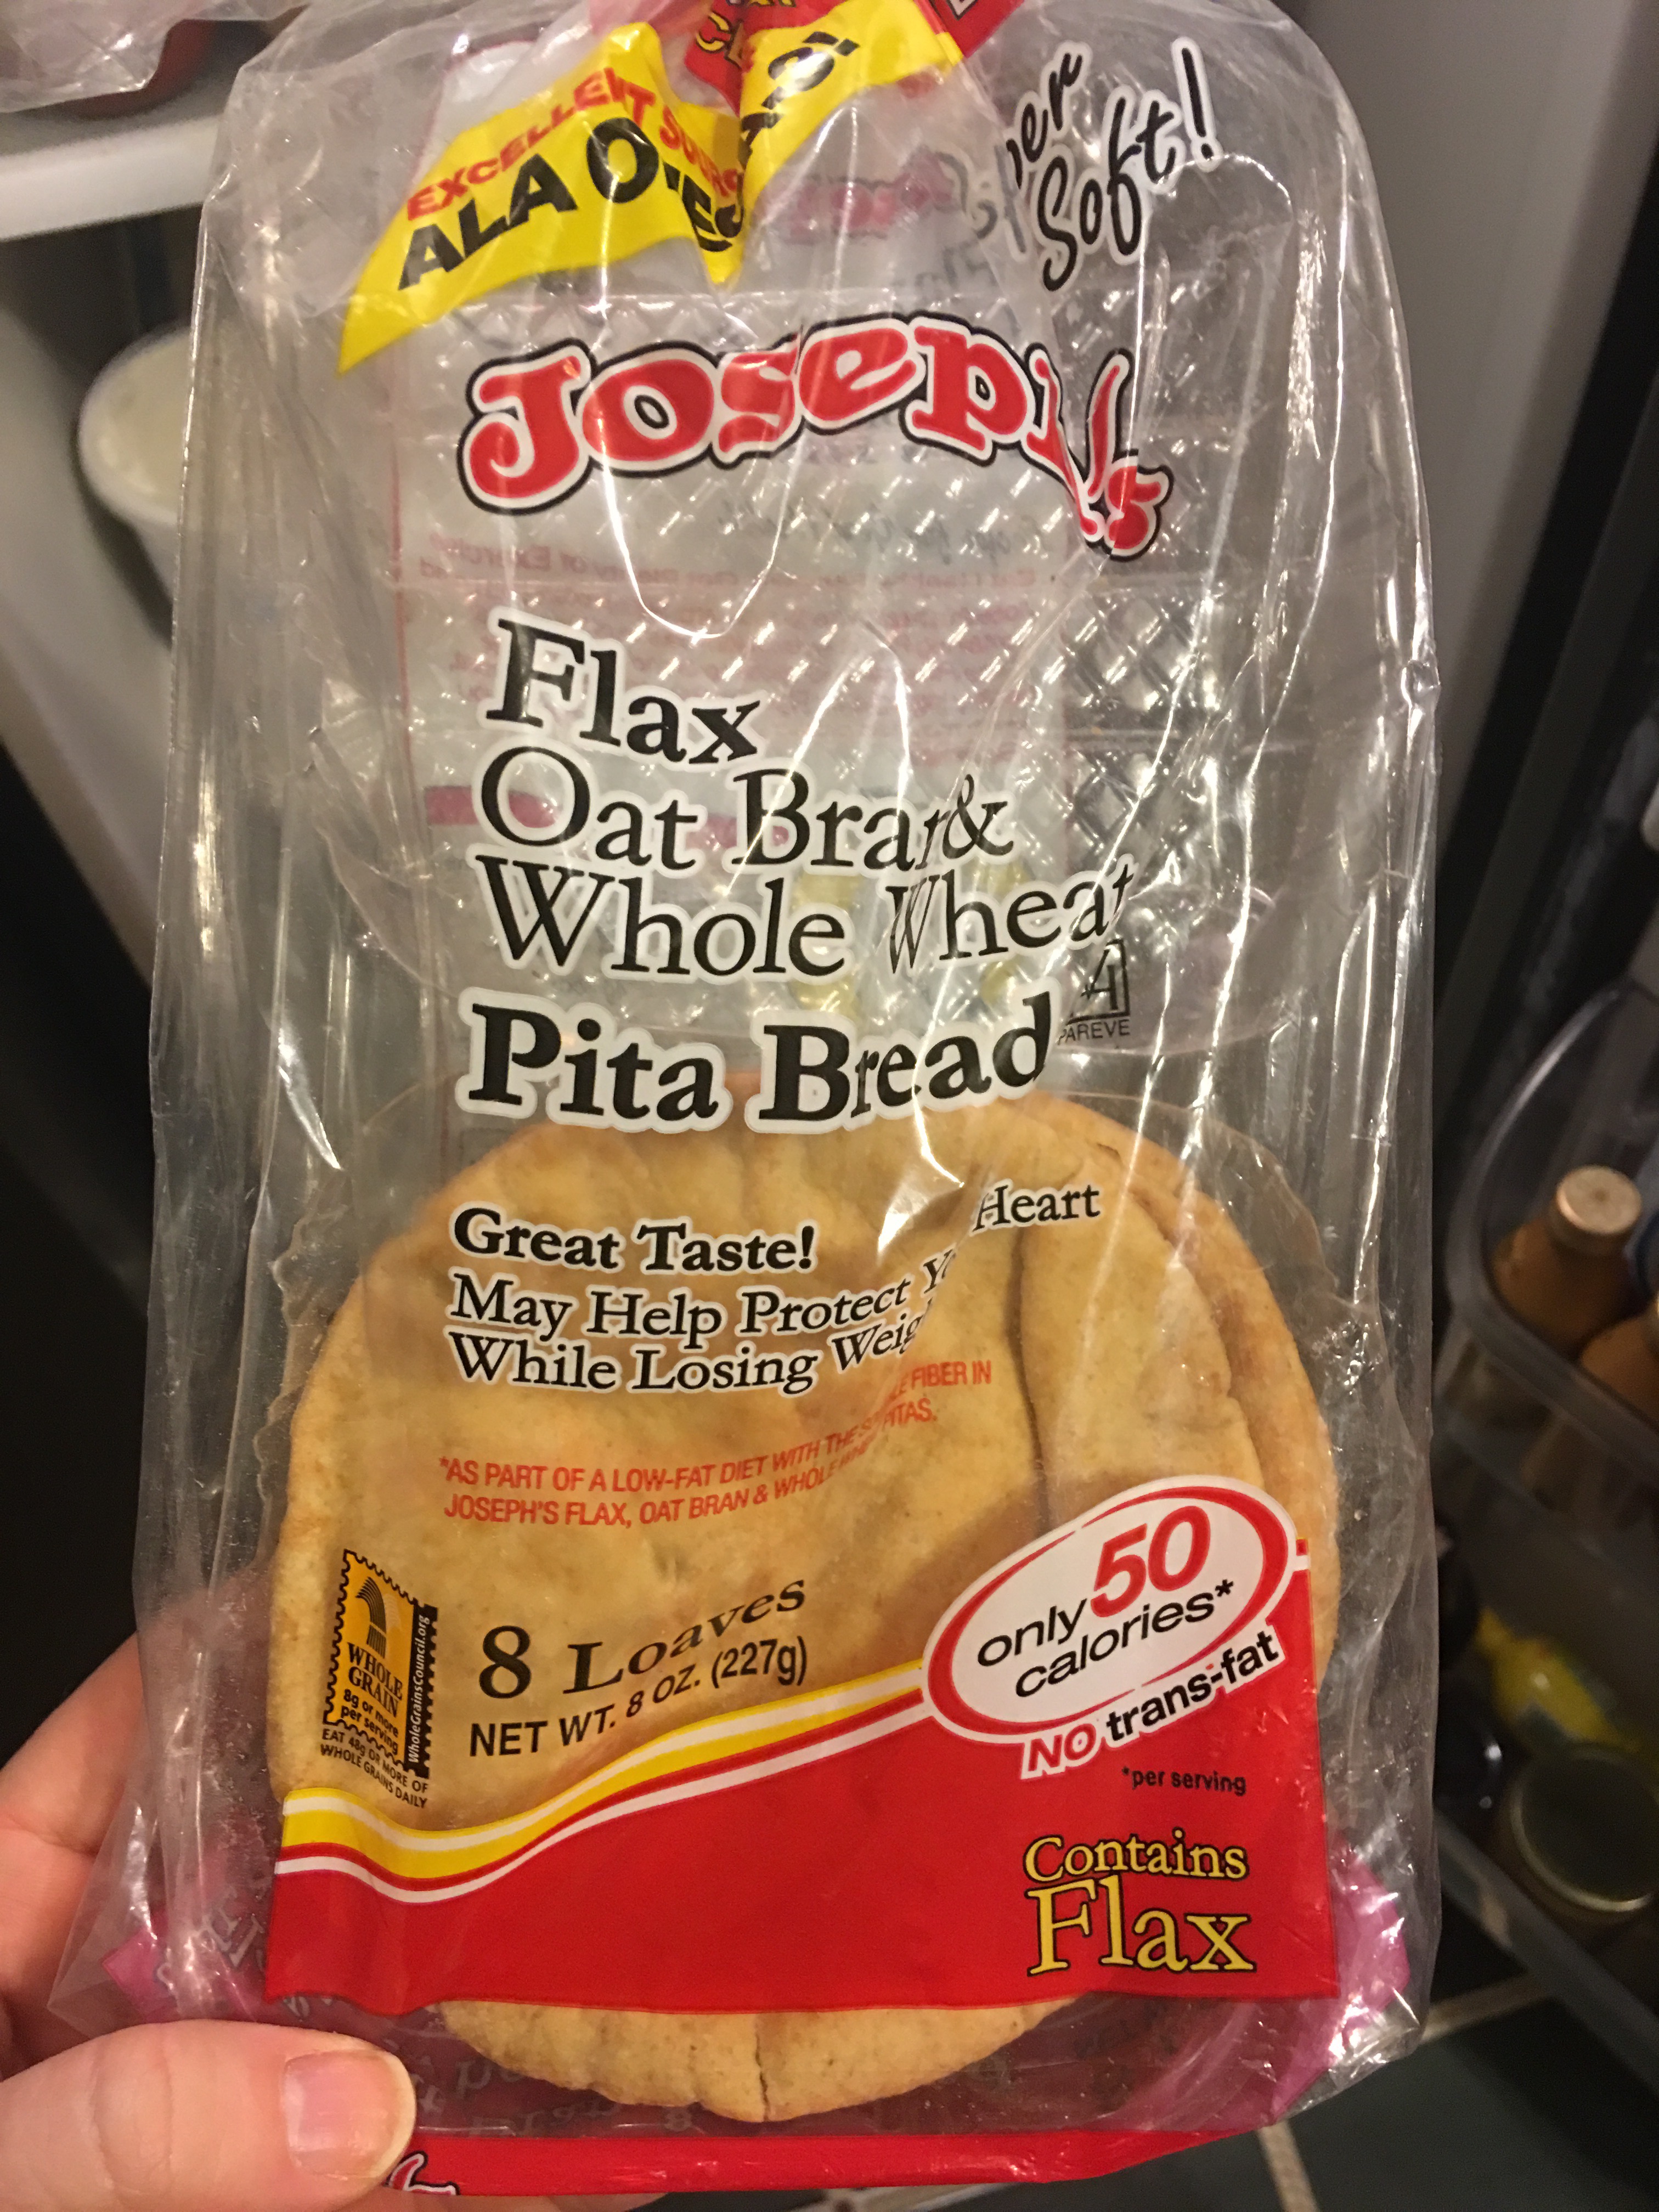 EXCELLENT
ALA
Soft!
Joseph's
Flax
Oat Bran &
Whole Wheat
Pita Bread
PAREVE
Great Taste!
May Help Protect Heart
While Losing
*AS PART OF A LOW-FAT DIET WITH THE FIBER IN
JOSEPH'S FLAX, OAT BRAN & WHOLE PITAS.
only 50
calories*
NO trans-fat
*per serving
WHOLE
GRAIN
8g or more
per serving
WholeGrainsCouncil.org
EAT 48g OR MORE OF
WHOLE GRAINS DAILY
8 Loaves
NET WT. 8 OZ. (227g)
Contains
Flax